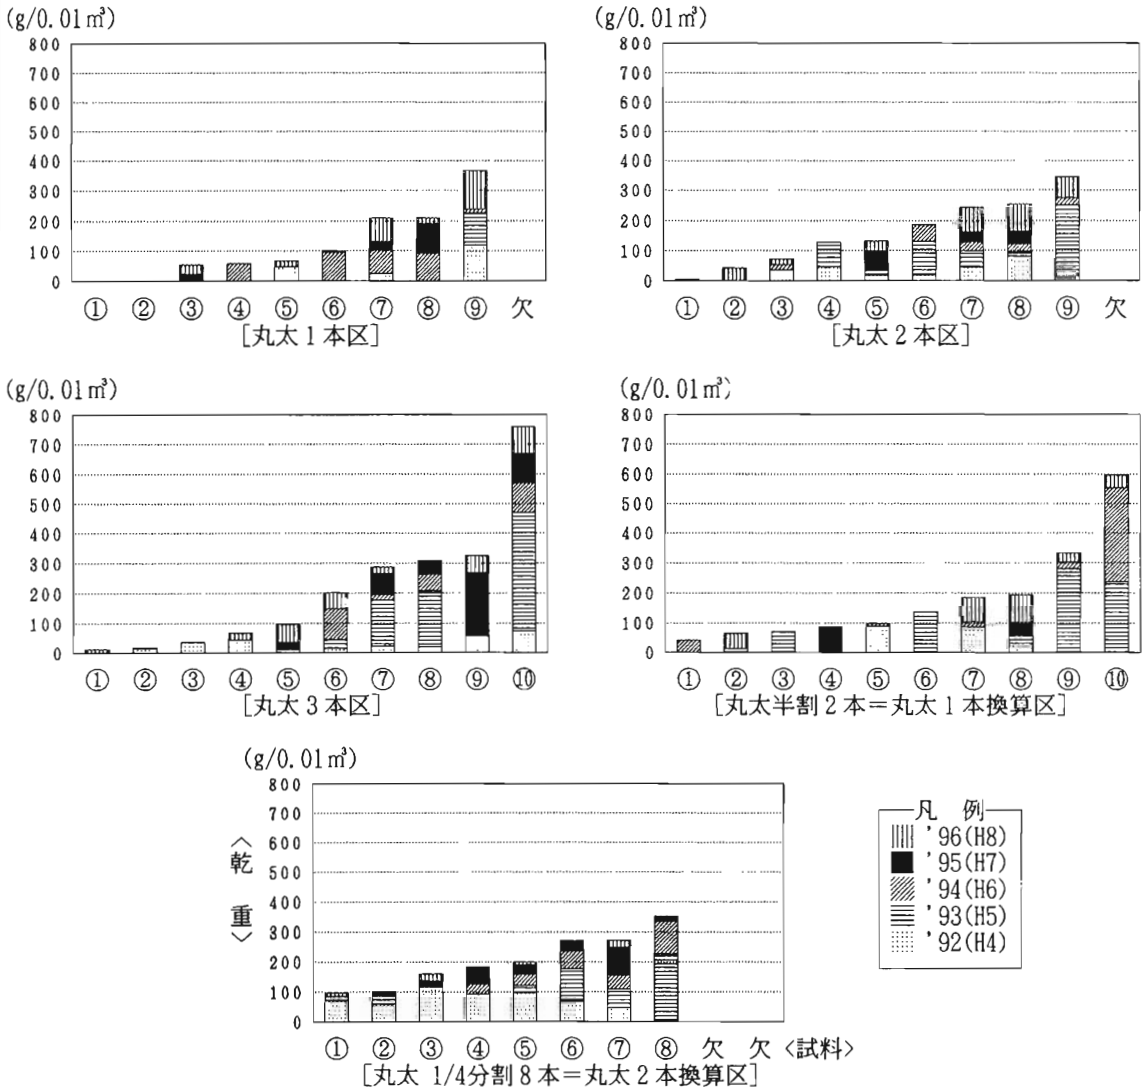 (g/0.01㎥)
800
700
600
500
400
300
200
100
0
① ② ③ ④ ⑤ ⑥ ⑦ ⑧ ⑨ 欠
[丸太1本区]
(g/0.01㎥)
800
700
600
500
400
300
200
100
0
① ② ③ ④ ⑤ ⑥ ⑦ ⑧ ⑨ 欠
[丸太2本区]
(g/0.01㎥)
800
700
600
500
400
300
200
100
0
① ② ③ ④ ⑤ ⑥ ⑦ ⑧ ⑨ ⑩
[丸太3本区]
(g/0.01㎥)
800
700
600
500
400
300
200
100
0
① ② ③ ④ ⑤ ⑥ ⑦ ⑧ ⑨ ⑩
[丸太半割2本=丸太1本換算区]
(g/0.01㎥)
〈乾重〉
800
700
600
500
400
300
200
100
0
① ② ③ ④ ⑤ ⑥ ⑦ ⑧ 欠 欠 <試料>
[丸太 1/4分割8本=丸太2本換算区]
凡 例
'96(H8)
'95(H7)
'94(H6)
'93(H5)
'92(H4)